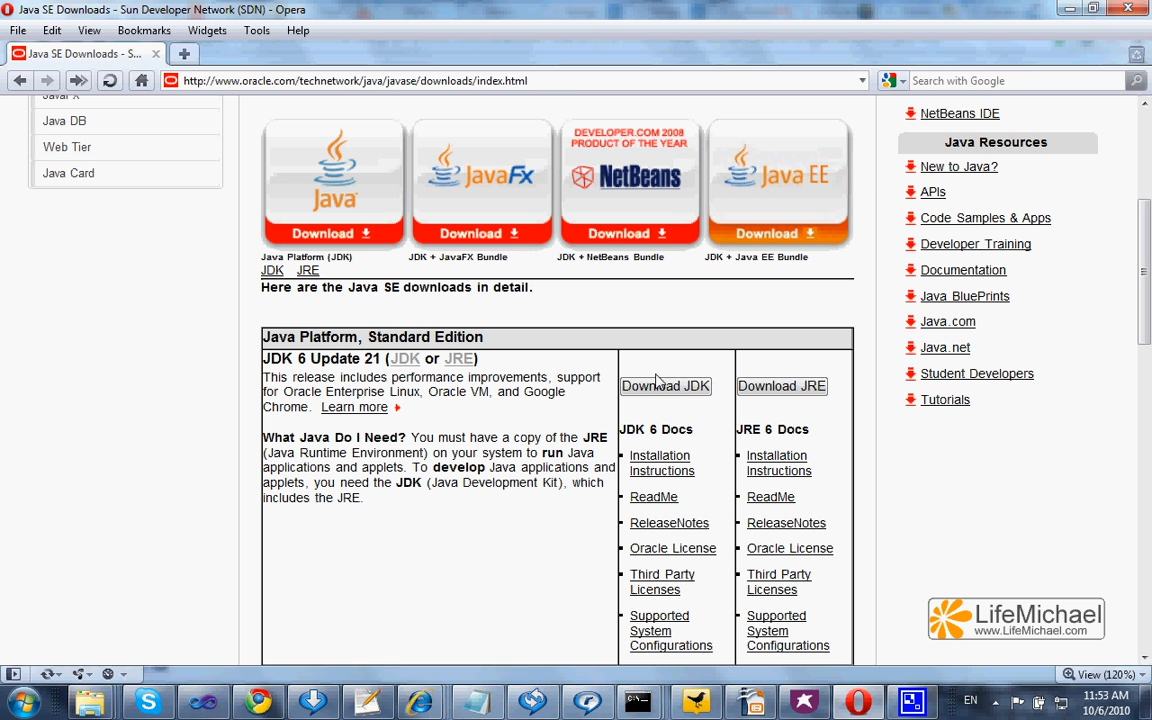 Java SE Downloads - Sun Developer Network (SDN) - Opera
File Edit View Bookmarks Widgets Tools Help
Java SE Downloads - S...
http://www.oracle.com/technetwork/java/javase/downloads/index.html
Search with Google
JavaFX
Java DB
Web Tier
Java Card
Java
Download
JavaFX
Download
DEVELOPER.COM 2008
PRODUCT OF THE YEAR
NetBeans
Download
Java EE
Download
Java Platform (JDK)
JDK JRE
JDK + JavaFX Bundle
JDK + NetBeans Bundle
JDK + Java EE Bundle
Here are the Java SE downloads in detail.
Java Platform, Standard Edition
JDK 6 Update 21 (JDK or JRE)
This release includes performance improvements, support
for Oracle Enterprise Linux, Oracle VM, and Google
Chrome. Learn more
What Java Do I Need? You must have a copy of the JRE
(Java Runtime Environment) on your system to run Java
applications and applets. To develop Java applications and
applets, you need the JDK (Java Development Kit), which
includes the JRE.
Download JDK
JDK 6 Docs
Installation
Instructions
ReadMe
ReleaseNotes
Oracle License
Third Party
Licenses
Supported
System
Configurations
Download JRE
JRE 6 Docs
Installation
Instructions
ReadMe
ReleaseNotes
Oracle License
Third Party
Licenses
Supported
System
Configurations
NetBeans IDE
Java Resources
New to Java?
APIs
Code Samples & Apps
Developer Training
Documentation
Java BluePrints
Java.com
Java.net
Student Developers
Tutorials
LifeMichael
www.LifeMichael.com
View (120%)
EN
11:53 AM
10/6/2010